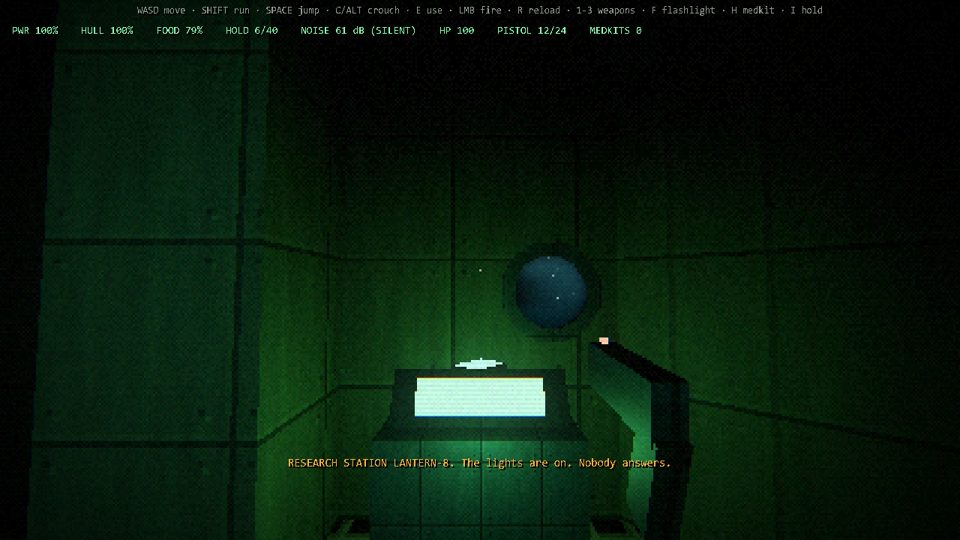 WASD move · SHIFT run · SPACE jump · C/ALT crouch · E use · LMB fire · R reload · 1-3 weapons · F flashlight · H medkit · I hold
PWR 100% HULL 100% FOOD 79% HOLD 6/40 NOISE 61 dB (SILENT) HP 100 PISTOL 12/24 MEDKITS 0
RESEARCH STATION LANTERN-8. The lights are on. Nobody answers.